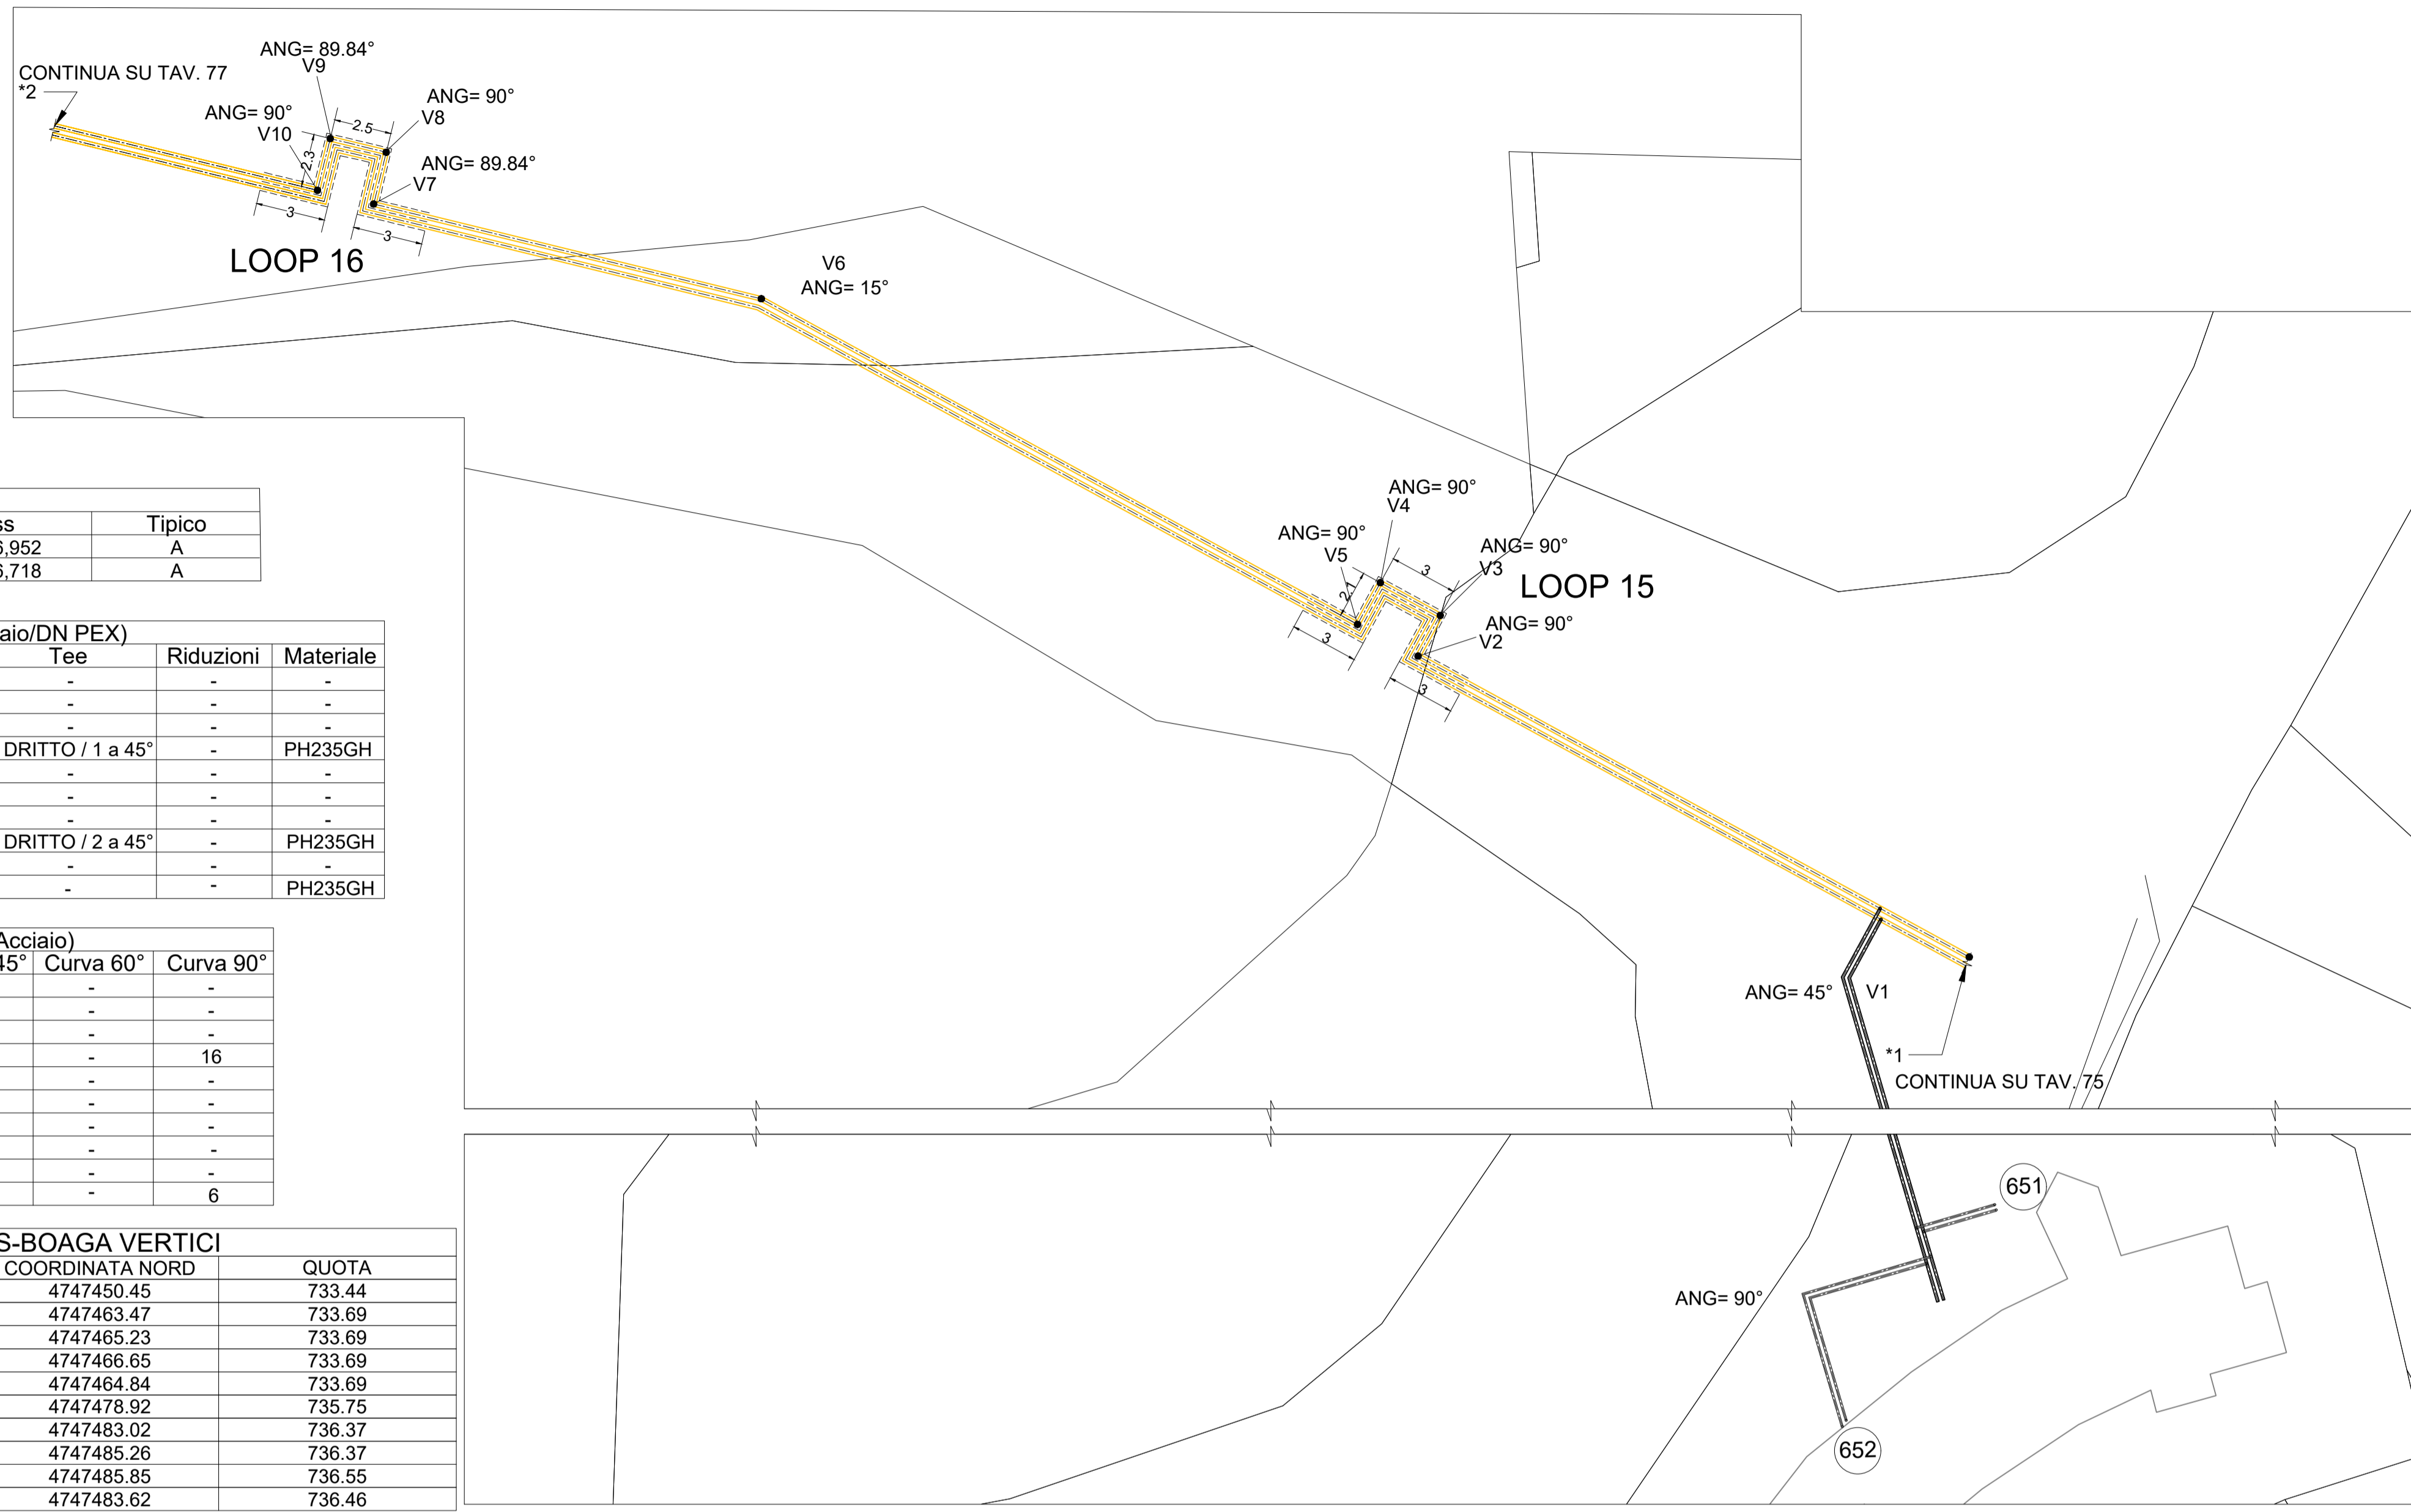 ANG= 89.84°
V9
CONTINUA SU TAV. 77
*2
ANG= 90°
V8
ANG= 90°
V10
2.5
2.3
ANG= 89.84°
V7
3
3
LOOP 16
V6
ANG= 15°
ANG= 90°
V4
ANG= 90°
V5
ANG= 90°
V3
3
2.1
LOOP 15
ANG= 90°
V2
3
3
ANG= 45°
V1
*1
CONTINUA SU TAV. 75
651
ANG= 90°
652
ss Tipico
6,952 A
6,718 A
aio/DN PEX)
Tee Riduzioni Materiale
- - -
- - -
- - -
DRITTO / 1 a 45° - PH235GH
- - -
- - -
- - -
DRITTO / 2 a 45° - PH235GH
- - -
- - PH235GH
Acciaio)
45° Curva 60° Curva 90°
- -
- -
- -
- 16
- -
- -
- -
- -
- -
- 6
S-BOAGA VERTICI
COORDINATA NORD QUOTA
4747450.45 733.44
4747463.47 733.69
4747465.23 733.69
4747466.65 733.69
4747464.84 733.69
4747478.92 735.75
4747483.02 736.37
4747485.26 736.37
4747485.85 736.55
4747483.62 736.46